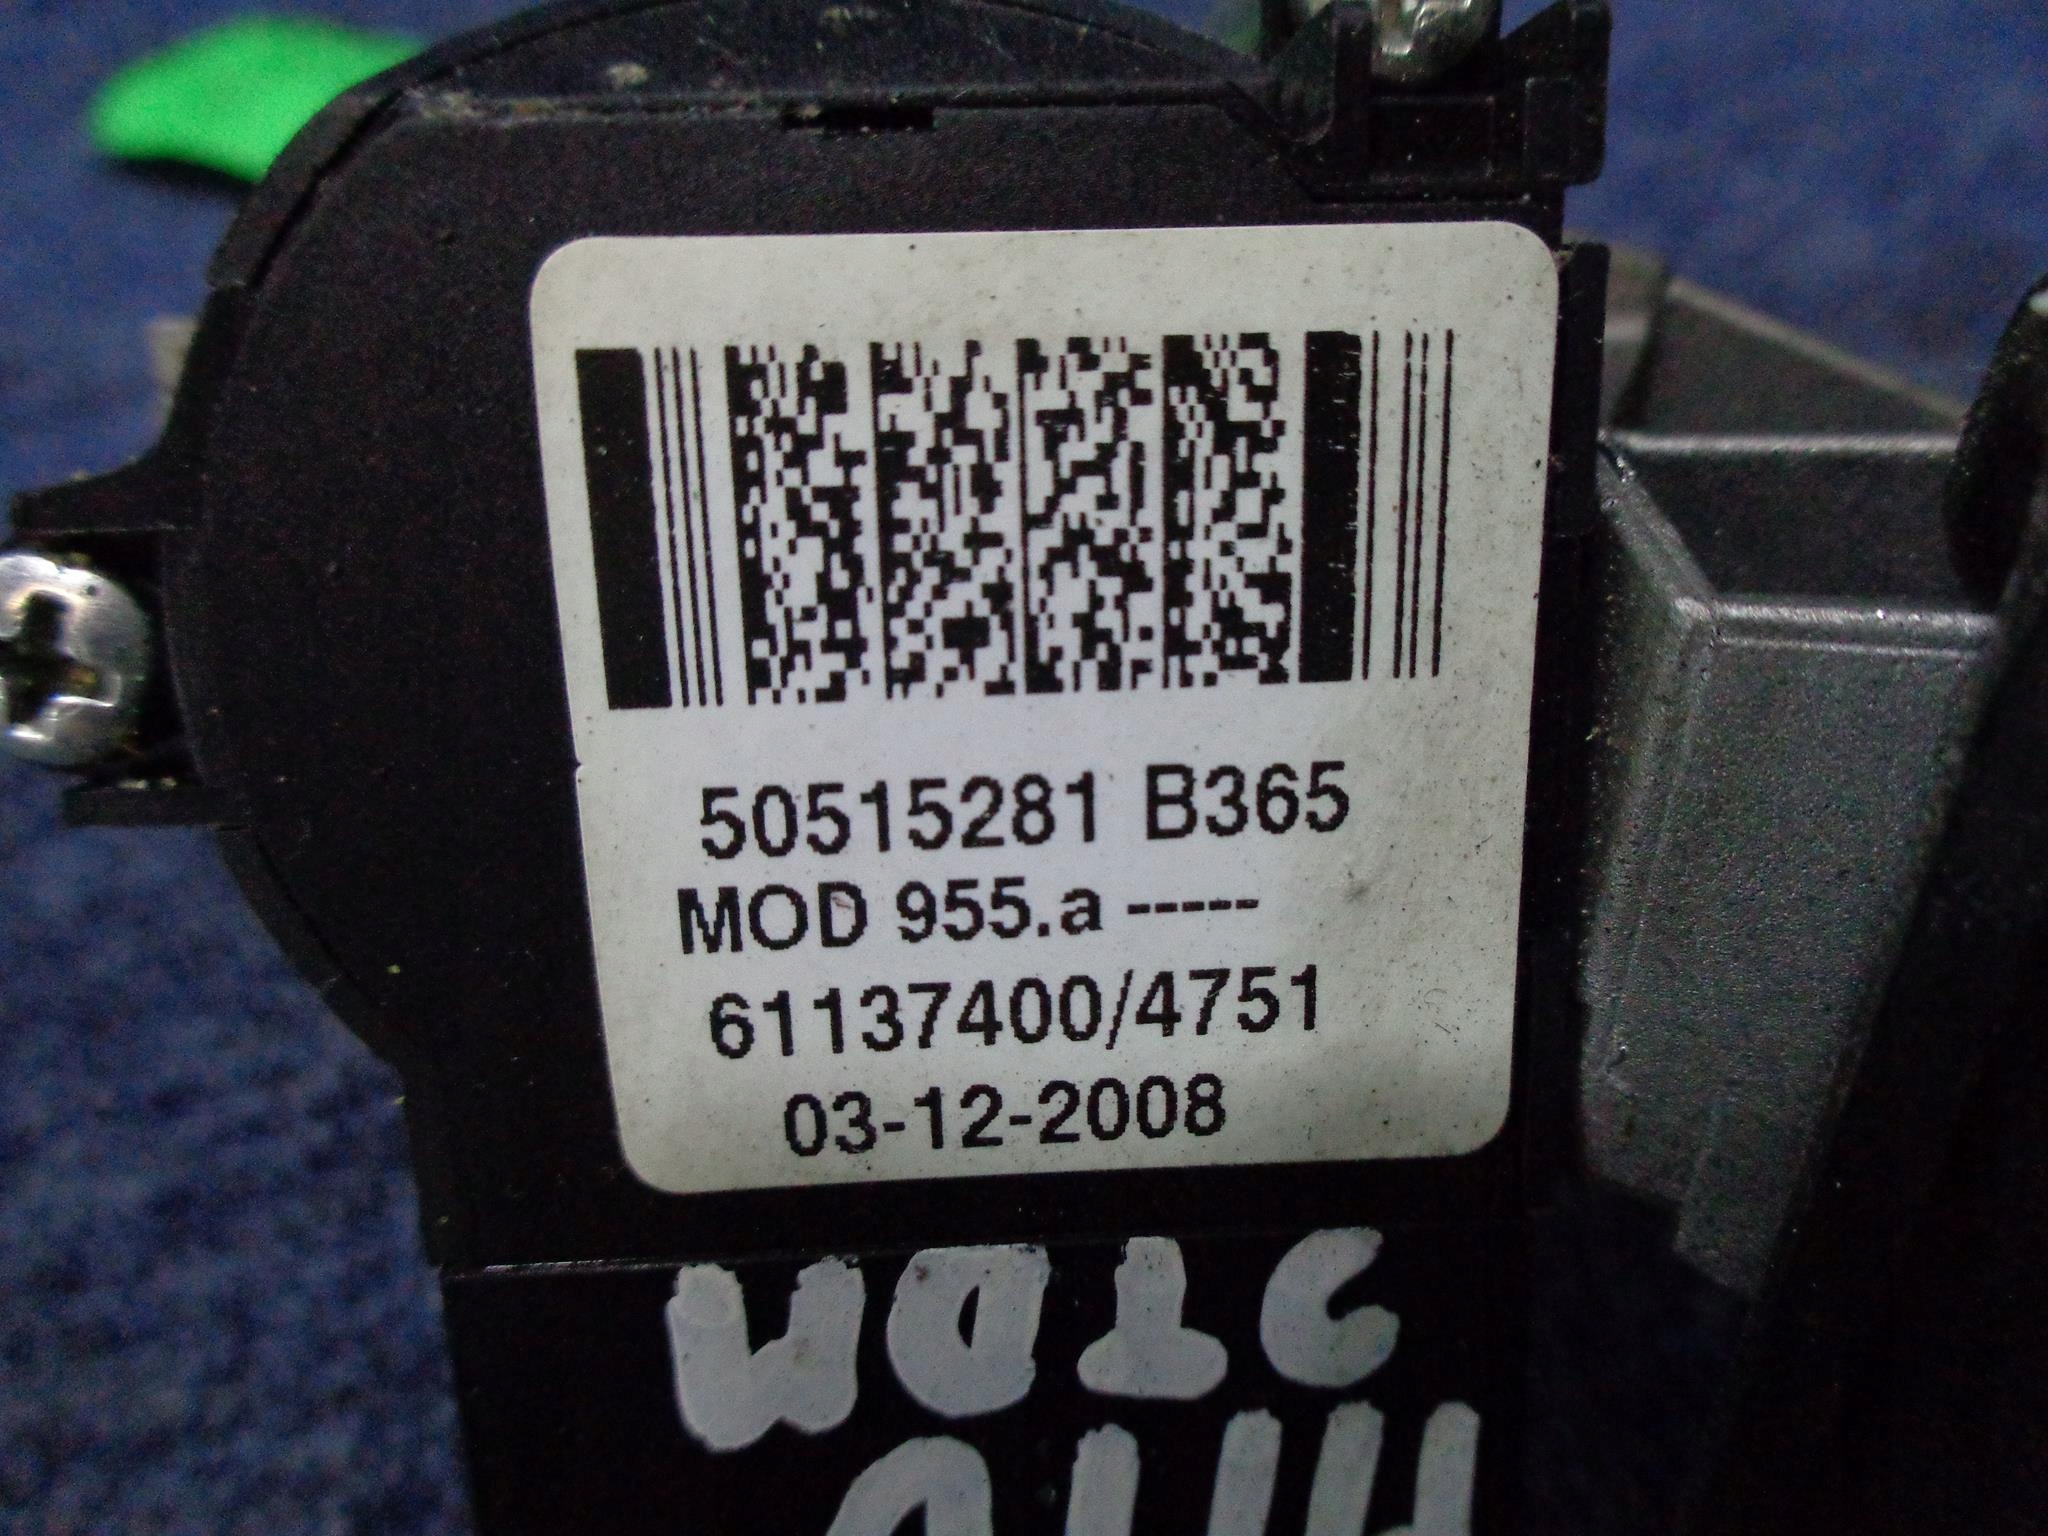 50515281 B365
MOD 955.a -----
61137400/4751
03-12-2008